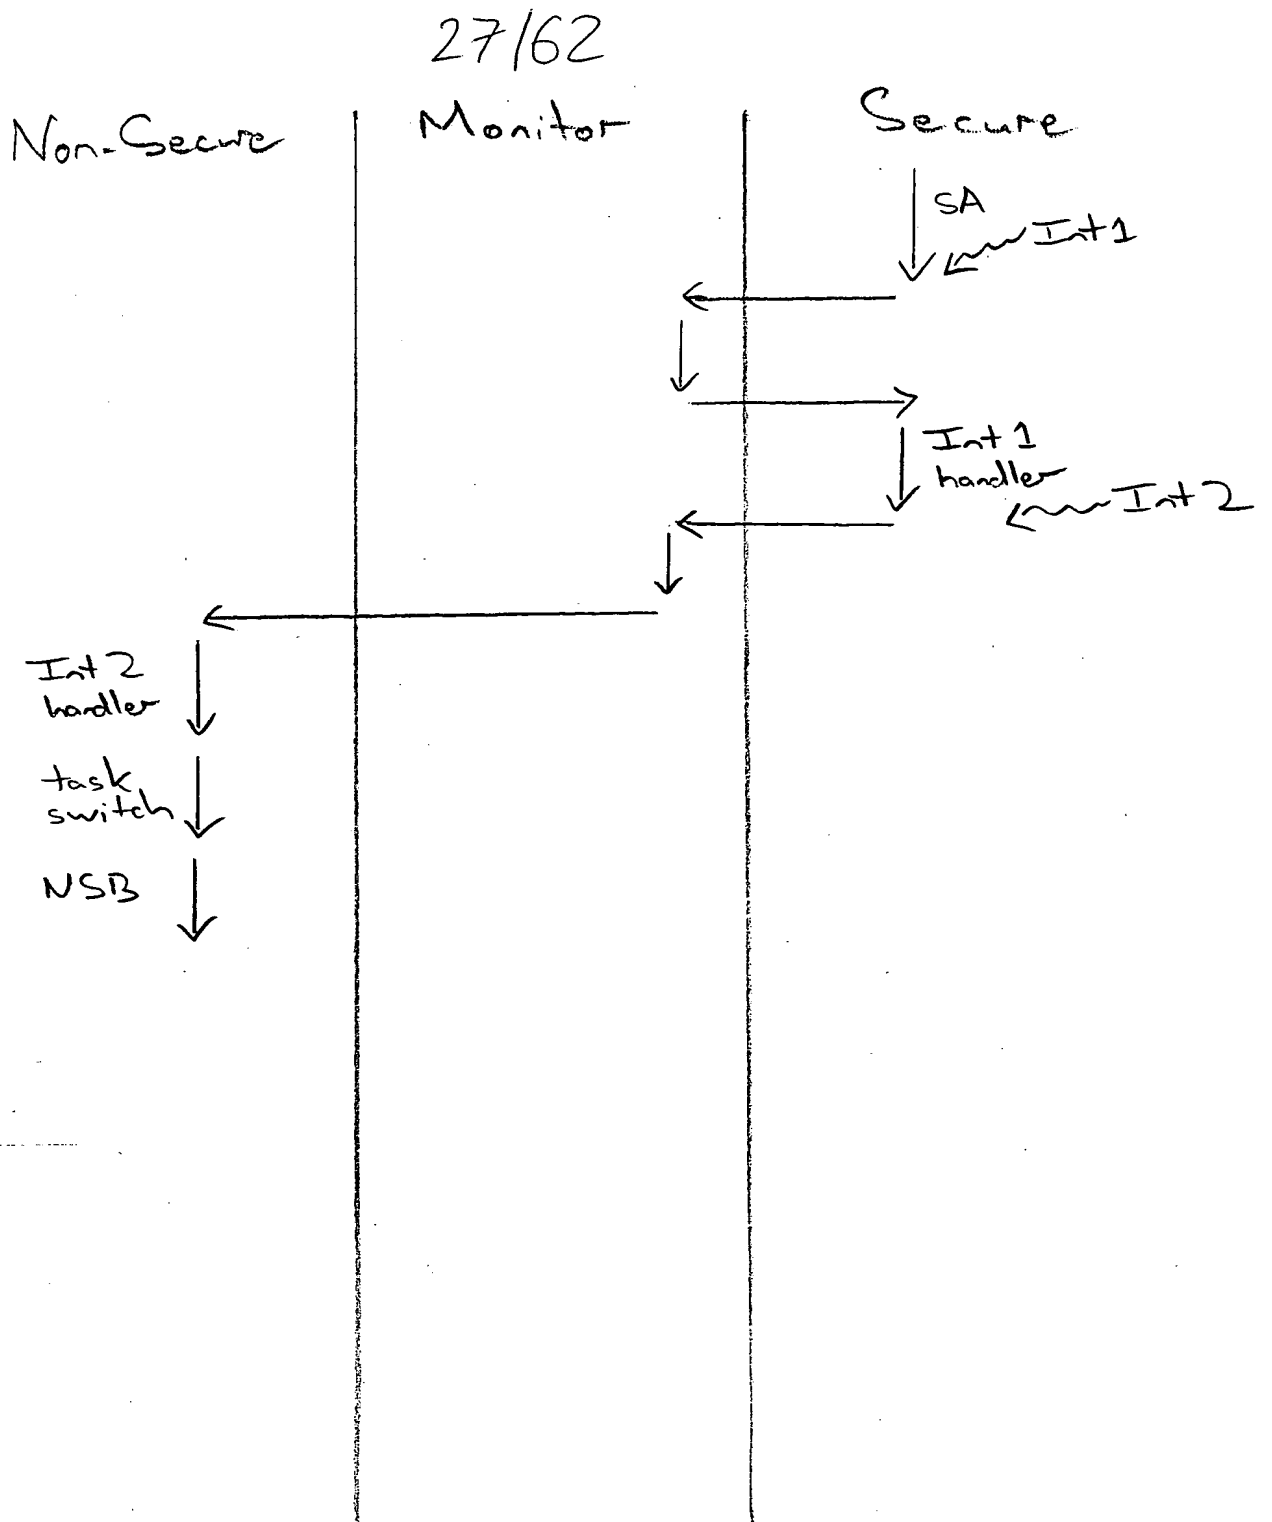 27/62
Non-Secure
Monitor
Secure
SA
Int 1
Int 1
handler
Int 2
Int 2
handler
task
switch
NSB